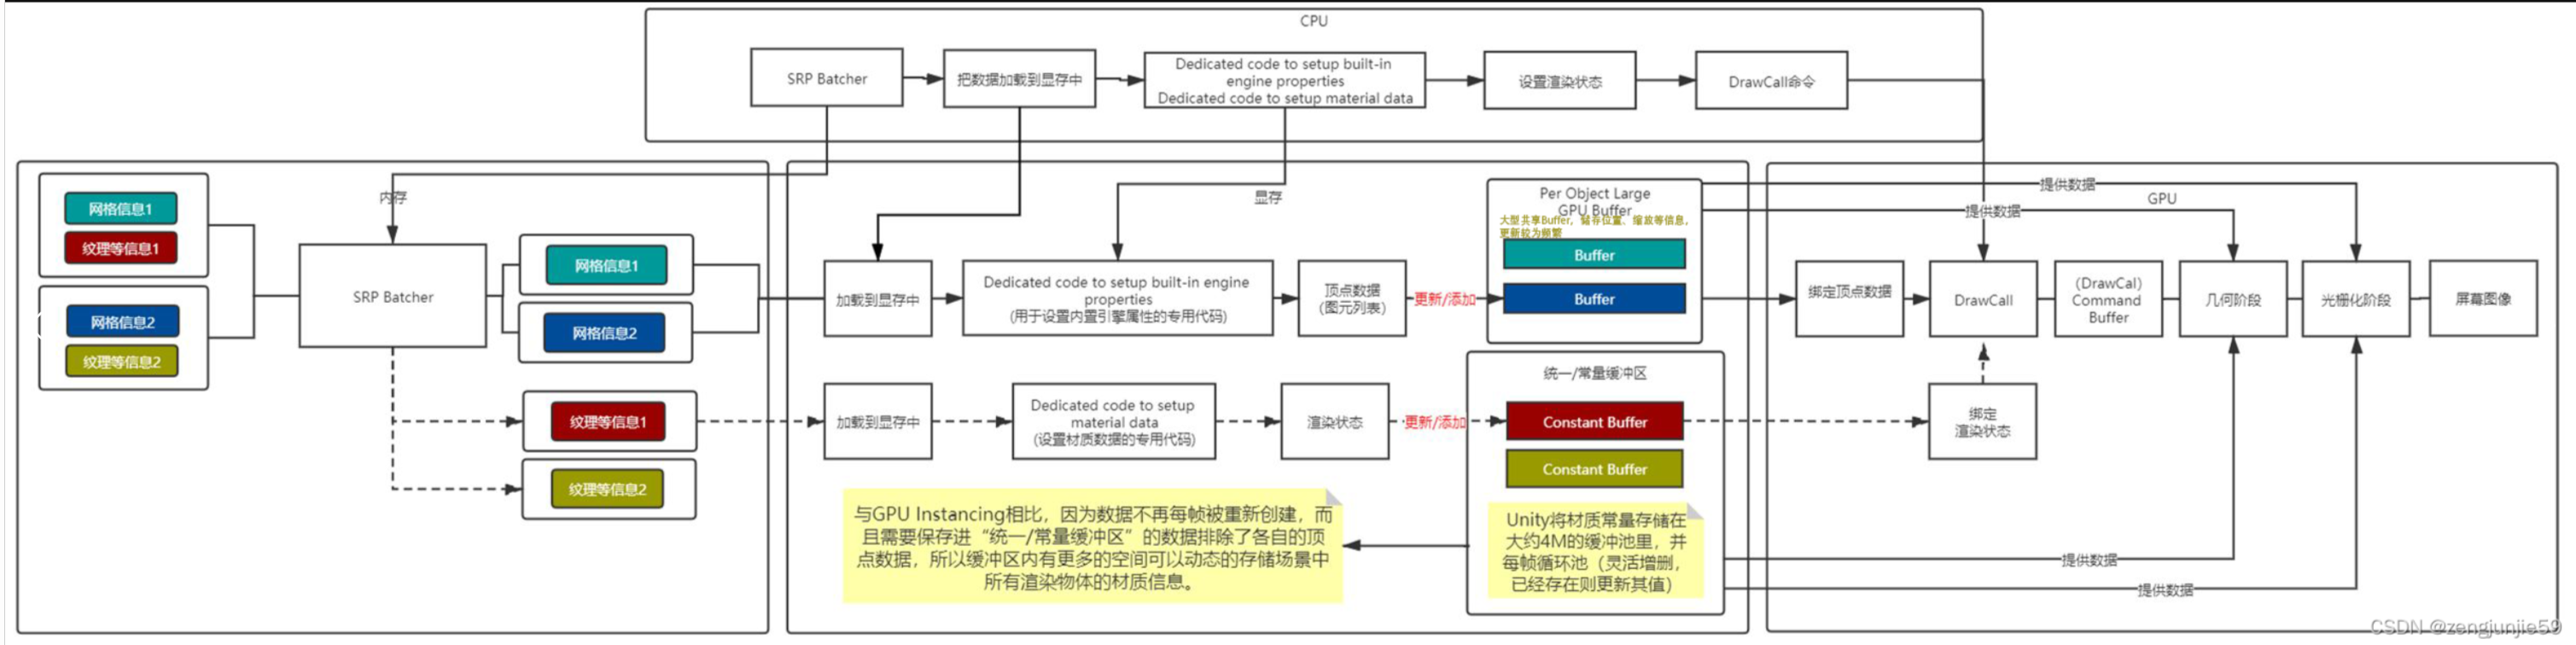 CPU
SRP Batcher
把数据加载到显存中
Dedicated code to setup built-in
engine properties
Dedicated code to setup material data
设置渲染状态
DrawCall命令
内存
网格信息1
纹理等信息1
网格信息2
纹理等信息2
SRP Batcher
网格信息1
网格信息2
纹理等信息1
纹理等信息2
显存
加载到显存中
Dedicated code to setup built-in engine
properties
(用于设置内置引擎属性的专用代码)
顶点数据
(图元列表)
更新/添加
Per Object Large
GPU Buffer
大型共享Buffer，储存位置、缩放等信息，
更新较为频繁
Buffer
Buffer
加载到显存中
Dedicated code to setup
material data
(设置材质数据的专用代码)
渲染状态
更新/添加
统一/常量缓冲区
Constant Buffer
Constant Buffer
Unity将材质常量存储在
大约4M的缓冲池里，并
每帧循环池（灵活增删，
已经存在则更新其值）
与GPU Instancing相比，因为数据不再每帧被重新创建，而
且需要保存进“统一/常量缓冲区”的数据排除了各自的顶
点数据，所以缓冲区内有更多的空间可以动态的存储场景中
所有渲染物体的材质信息。
提供数据
GPU
提供数据
绑定顶点数据
DrawCall
(DrawCal)
Command
Buffer
几何阶段
光栅化阶段
屏幕图像
绑定
渲染状态
提供数据
提供数据
CSDN @zengjunjie59